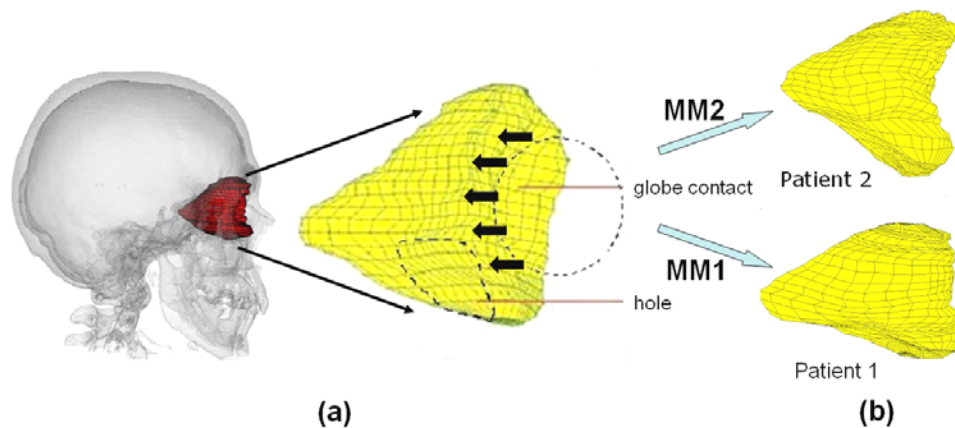 MM2
Patient 2
globe contact
MM1
hole
Patient 1
(a)
(b)